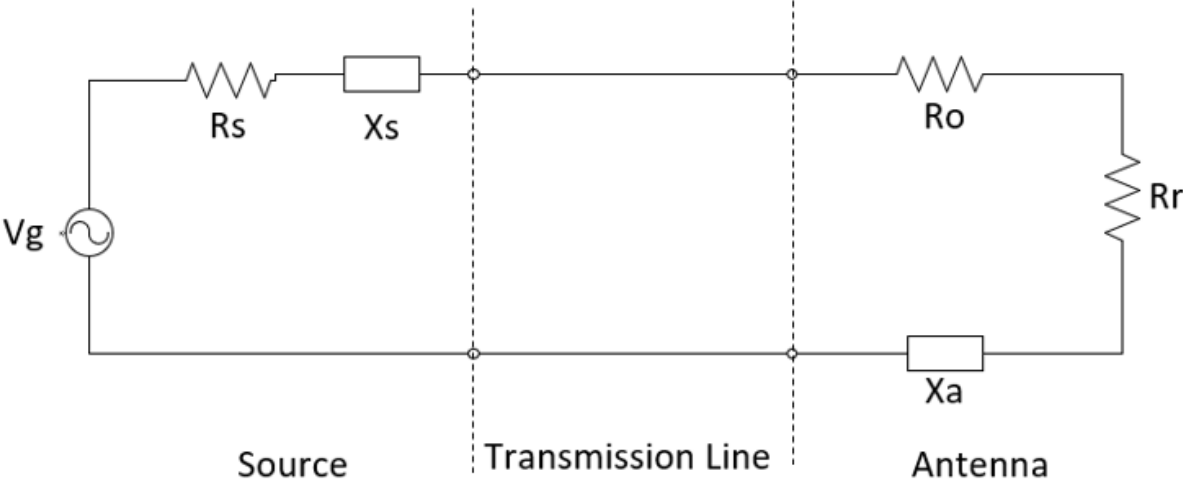 Rs
Xs
Ro
Vg
Rr
Xa
Source
Transmission Line
Antenna